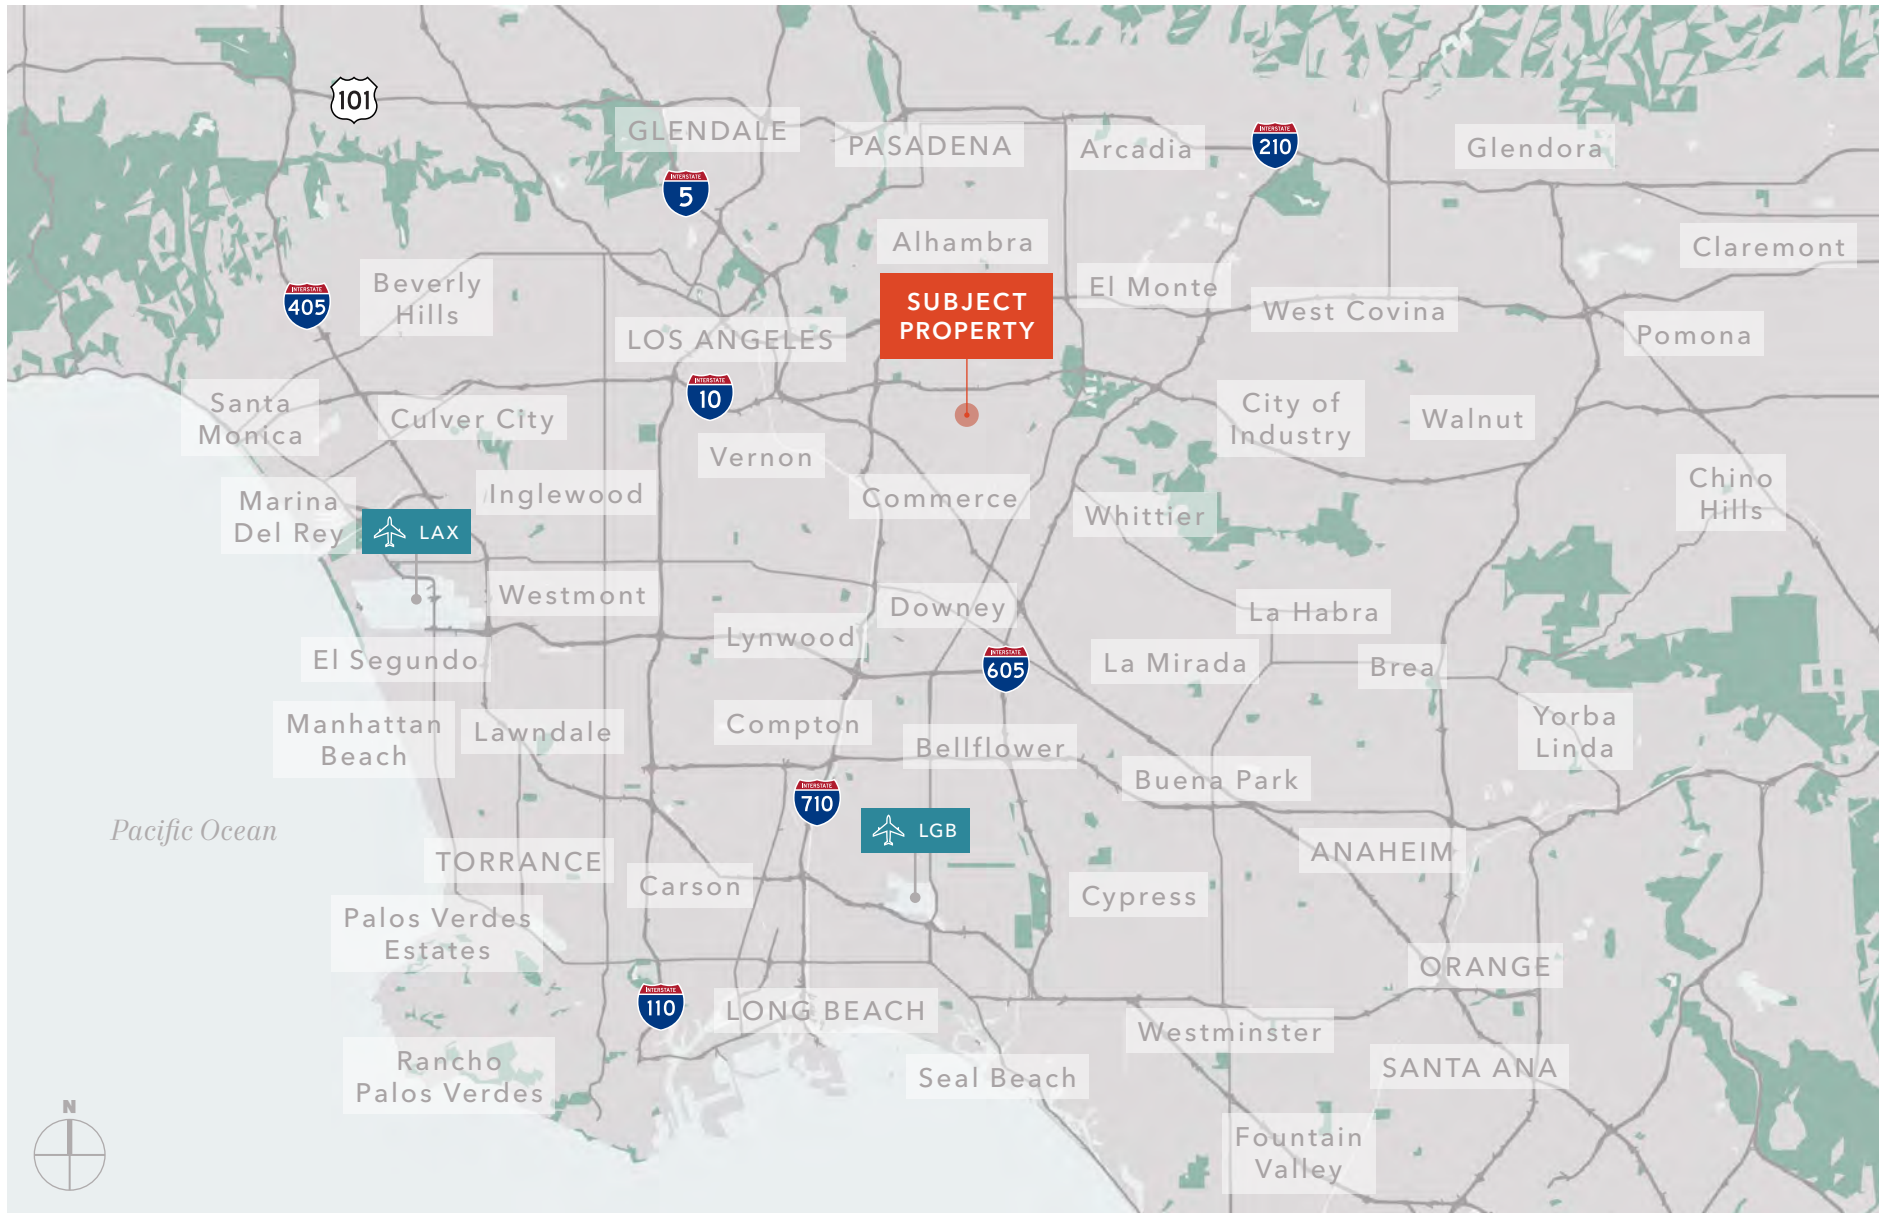 101
GLENDALE
PASADENA
Arcadia
INTERSTATE
210
Glendora
INTERSTATE
5
Alhambra
Claremont
Beverly
Hills
INTERSTATE
405
SUBJECT
PROPERTY
El Monte
West Covina
LOS ANGELES
Pomona
INTERSTATE
10
Santa
Monica
Culver City
City of
Industry
Walnut
Vernon
Inglewood
Commerce
Chino
Hills
Marina
Del Rey
LAX
Whittier
Westmont
Downey
La Habra
Lynwood
El Segundo
INTERSTATE
605
La Mirada
Brea
Manhattan
Beach
Lawndale
Compton
Bellflower
Yorba
Linda
Buena Park
INTERSTATE
710
LGB
Pacific Ocean
TORRANCE
ANAHEIM
Carson
Cypress
Palos Verdes
Estates
ORANGE
INTERSTATE
110
LONG BEACH
Westminster
Rancho
Palos Verdes
Seal Beach
SANTA ANA
N
Fountain
Valley